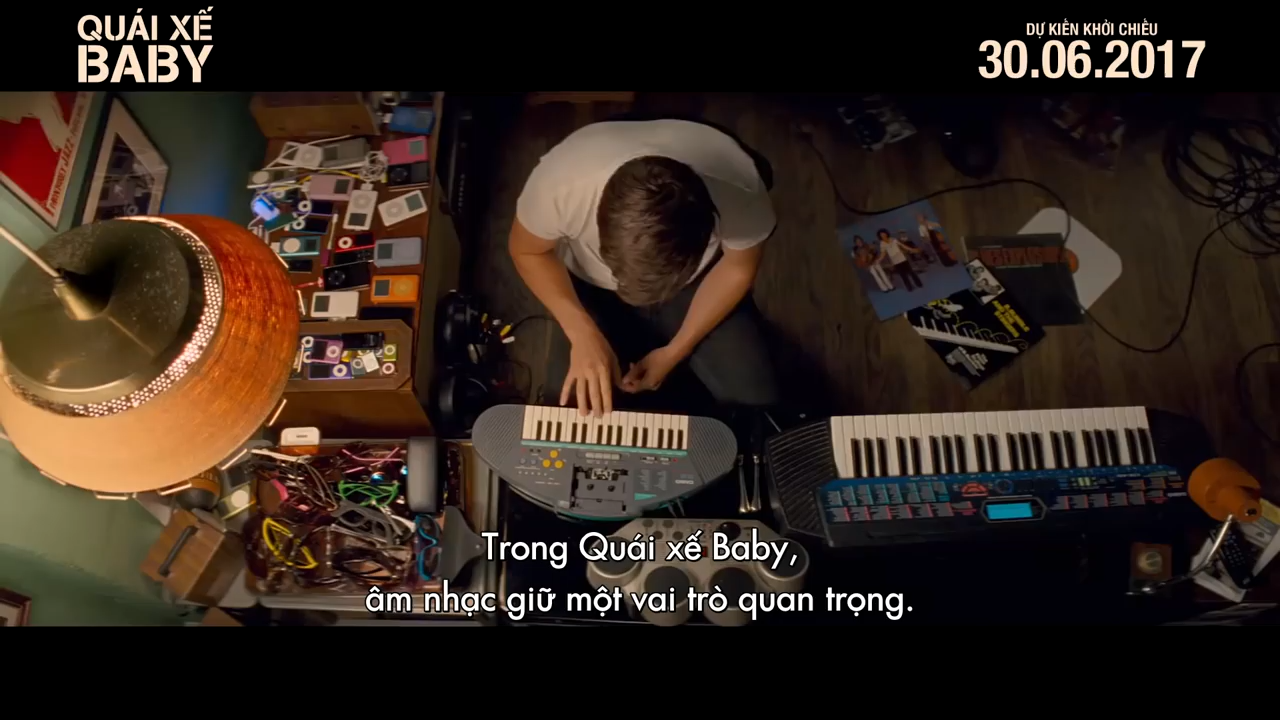 QUÁI XẾ
BABY
DỰ KIẾN KHỞI CHIẾU
30.06.2017
Trong Quái xế Baby,
âm nhạc giữ một vai trò quan trọng.